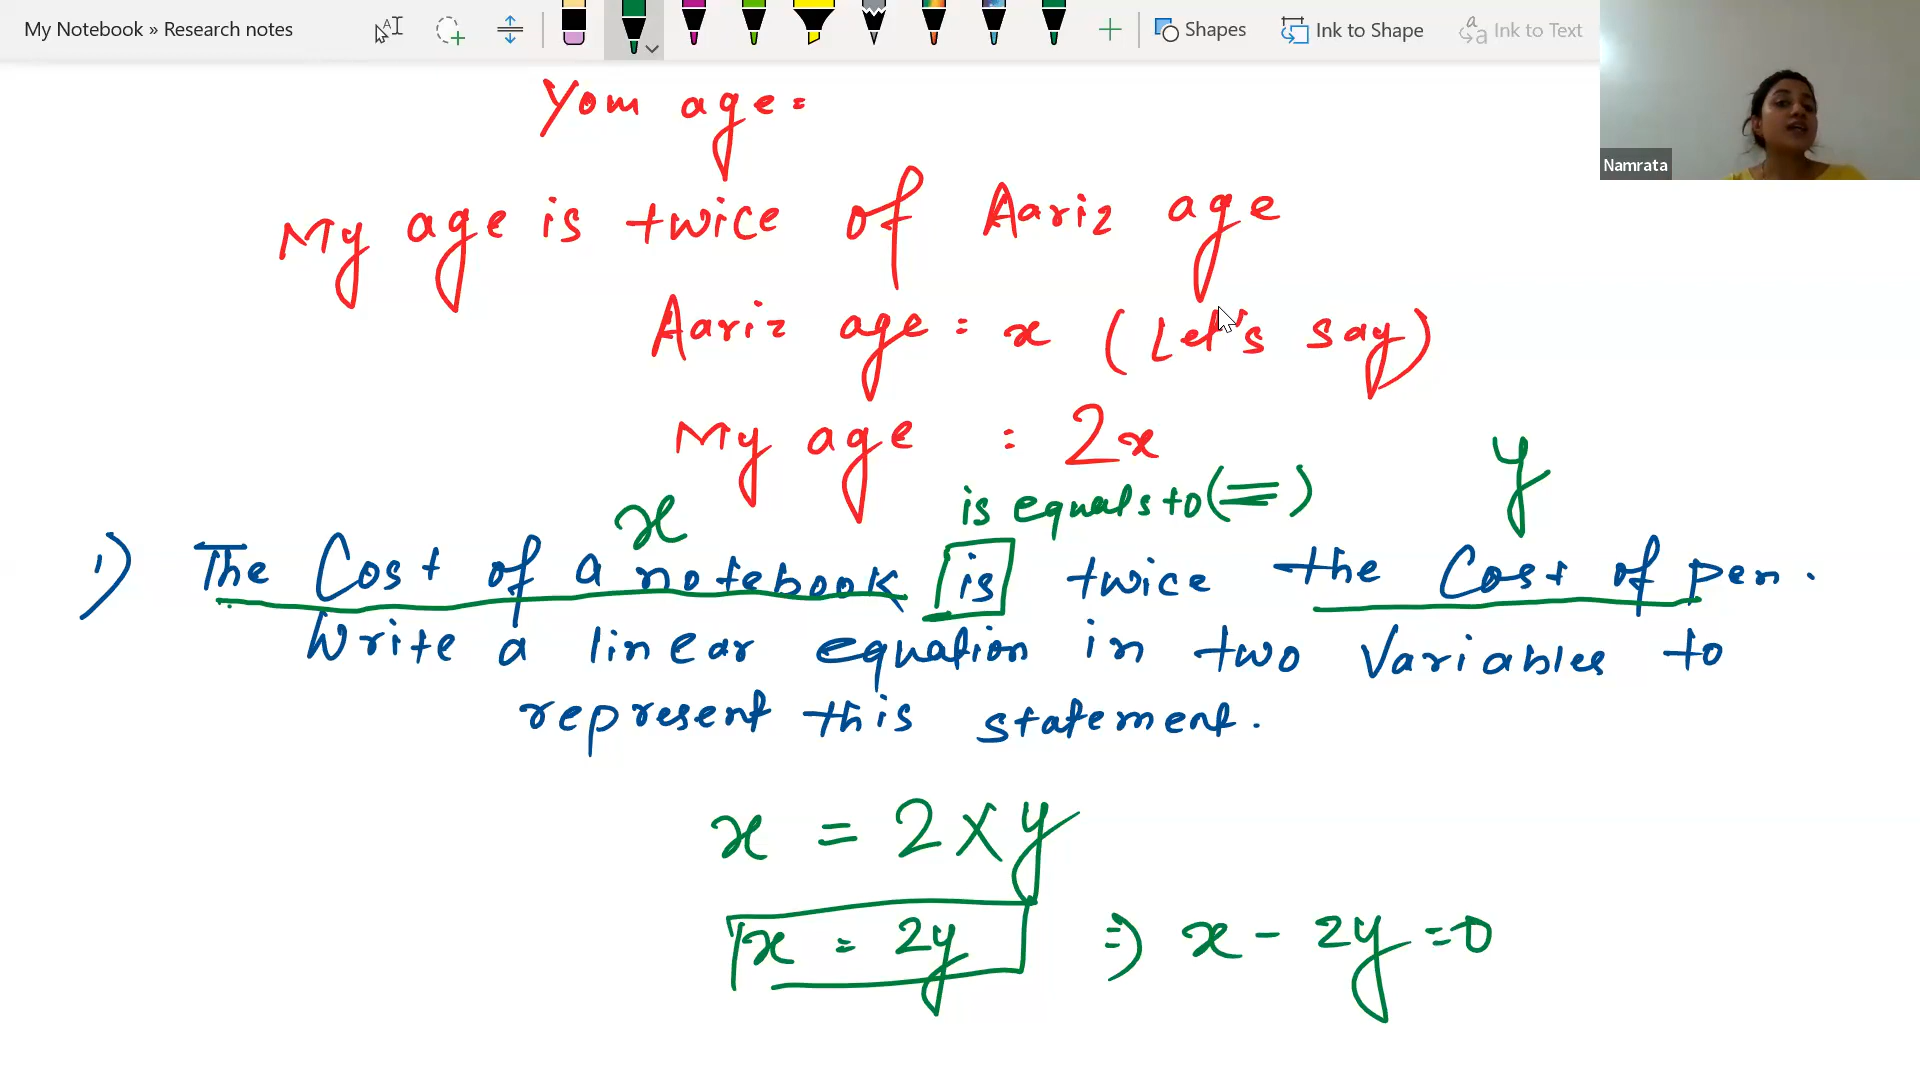 My Notebook » Research notes
Shapes
Ink to Shape
Ink to Text
Namrata
Your age =
My age is twice of Aariz age
Aariz age = x (Let's say)
My age = 2x
x is equals to (=) y
1) The Cost of a notebook is twice the Cost of pen.
Write a linear equation in two Variables to
represent this statement.
x = 2 × y
x = 2y ⇒ x - 2y = 0